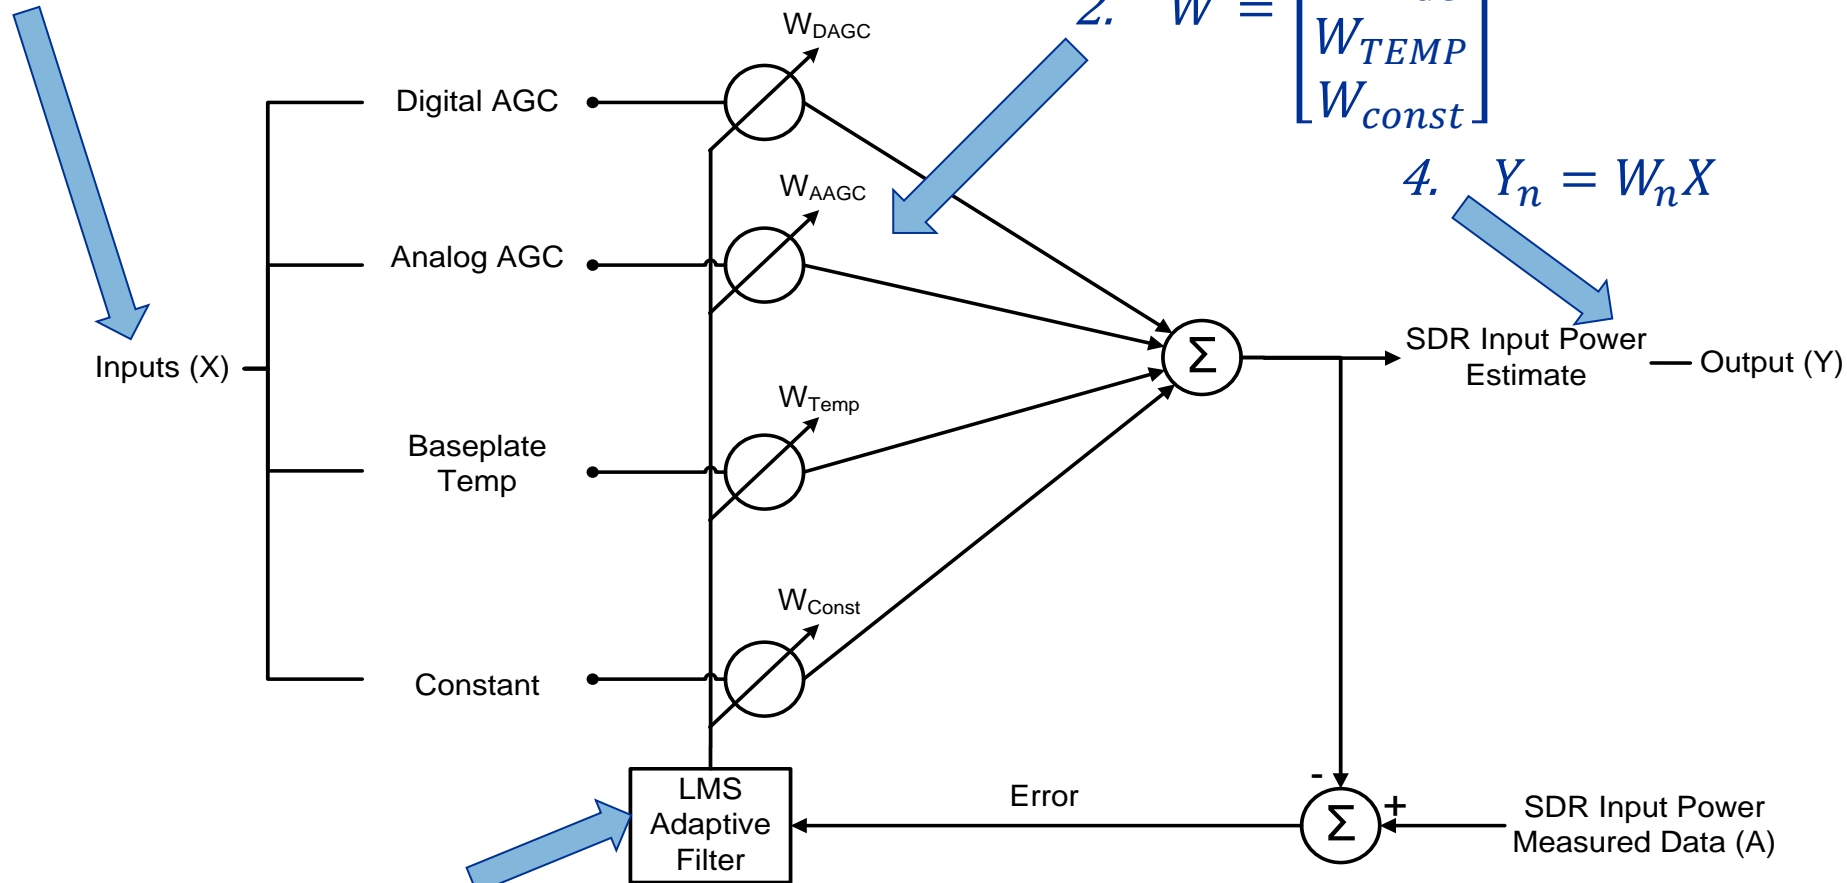 2. W =
W_TEMP
W_const
4. Y_n = W_n X
W_DAGC
Digital AGC
W_AAGC
Analog AGC
Inputs (X)
W_Temp
Baseplate
Temp
W_Const
Constant
Σ
SDR Input Power
Estimate
Output (Y)
LMS
Adaptive
Filter
Error
-
Σ
+
SDR Input Power
Measured Data (A)